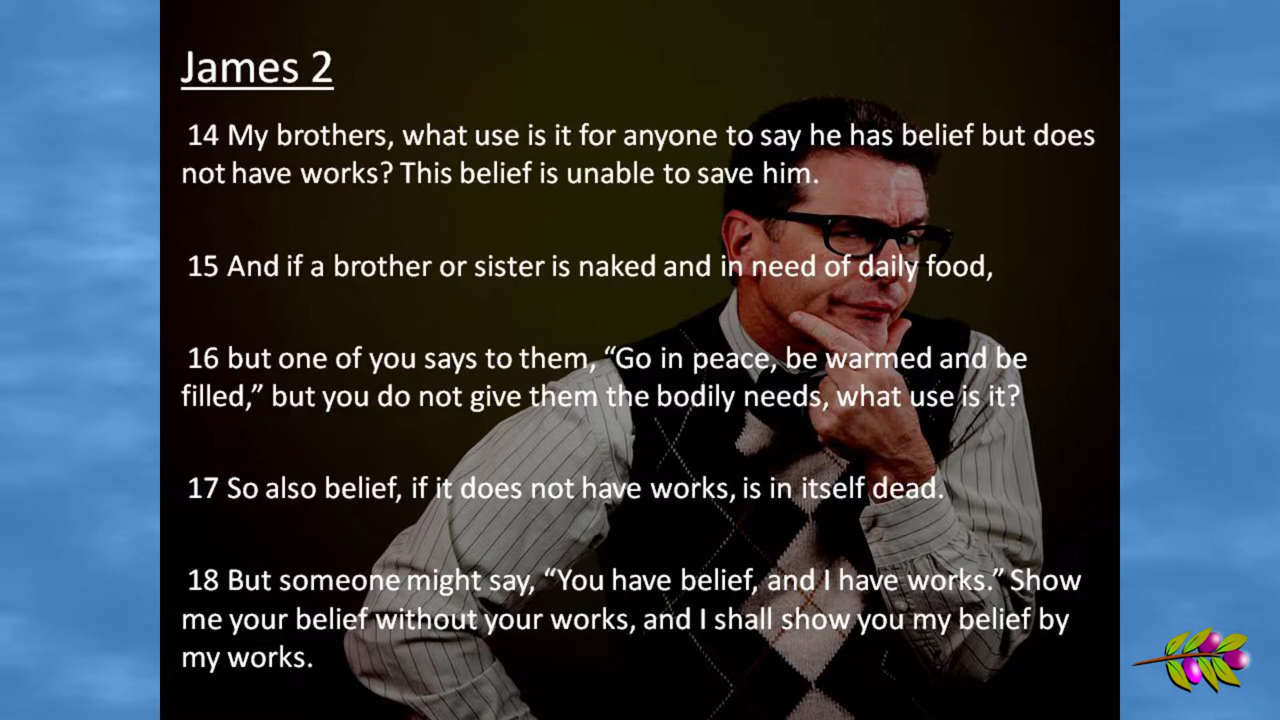 James 2
14 My brothers, what use is it for anyone to say he has belief but does
not have works? This belief is unable to save him.
15 And if a brother or sister is naked and in need of daily food,
16 but one of you says to them, “Go in peace, be warmed and be
filled,” but you do not give them the bodily needs, what use is it?
17 So also belief, if it does not have works, is in itself dead.
18 But someone might say, “You have belief, and I have works.” Show
me your belief without your works, and I shall show you my belief by
my works.